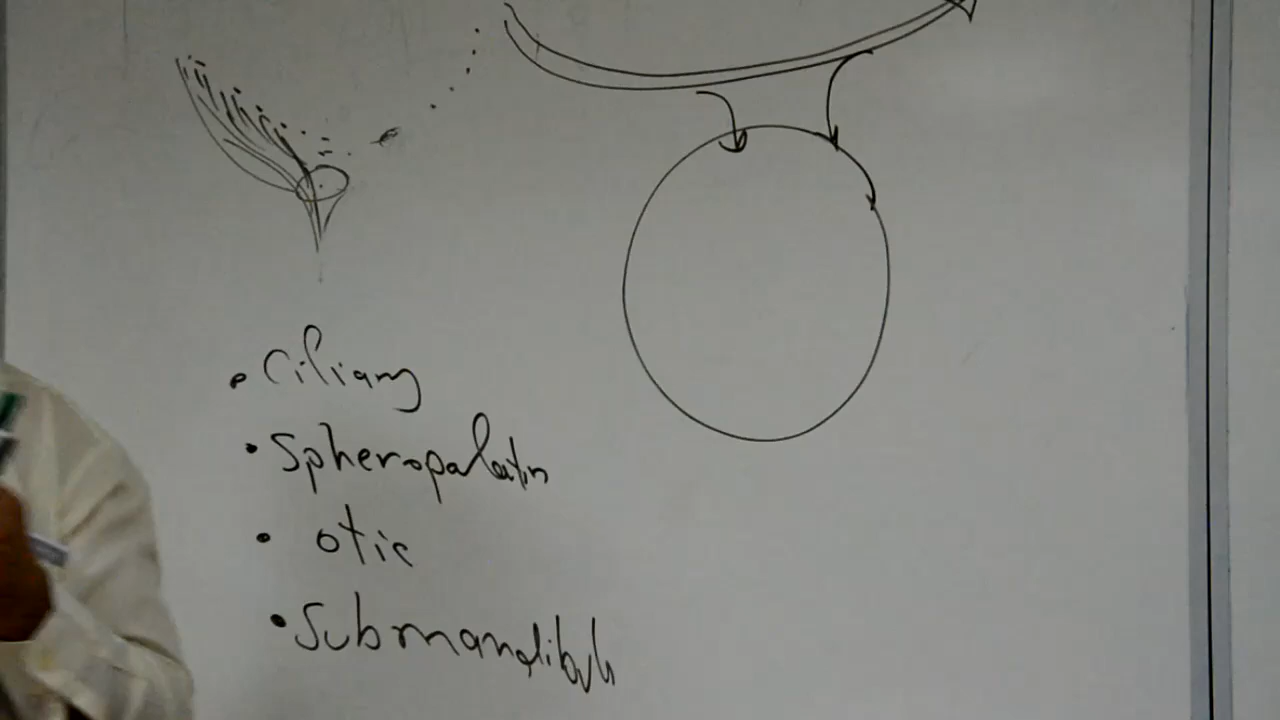 • Ciliary
• Spheropalatin
• otic
• Submandibula